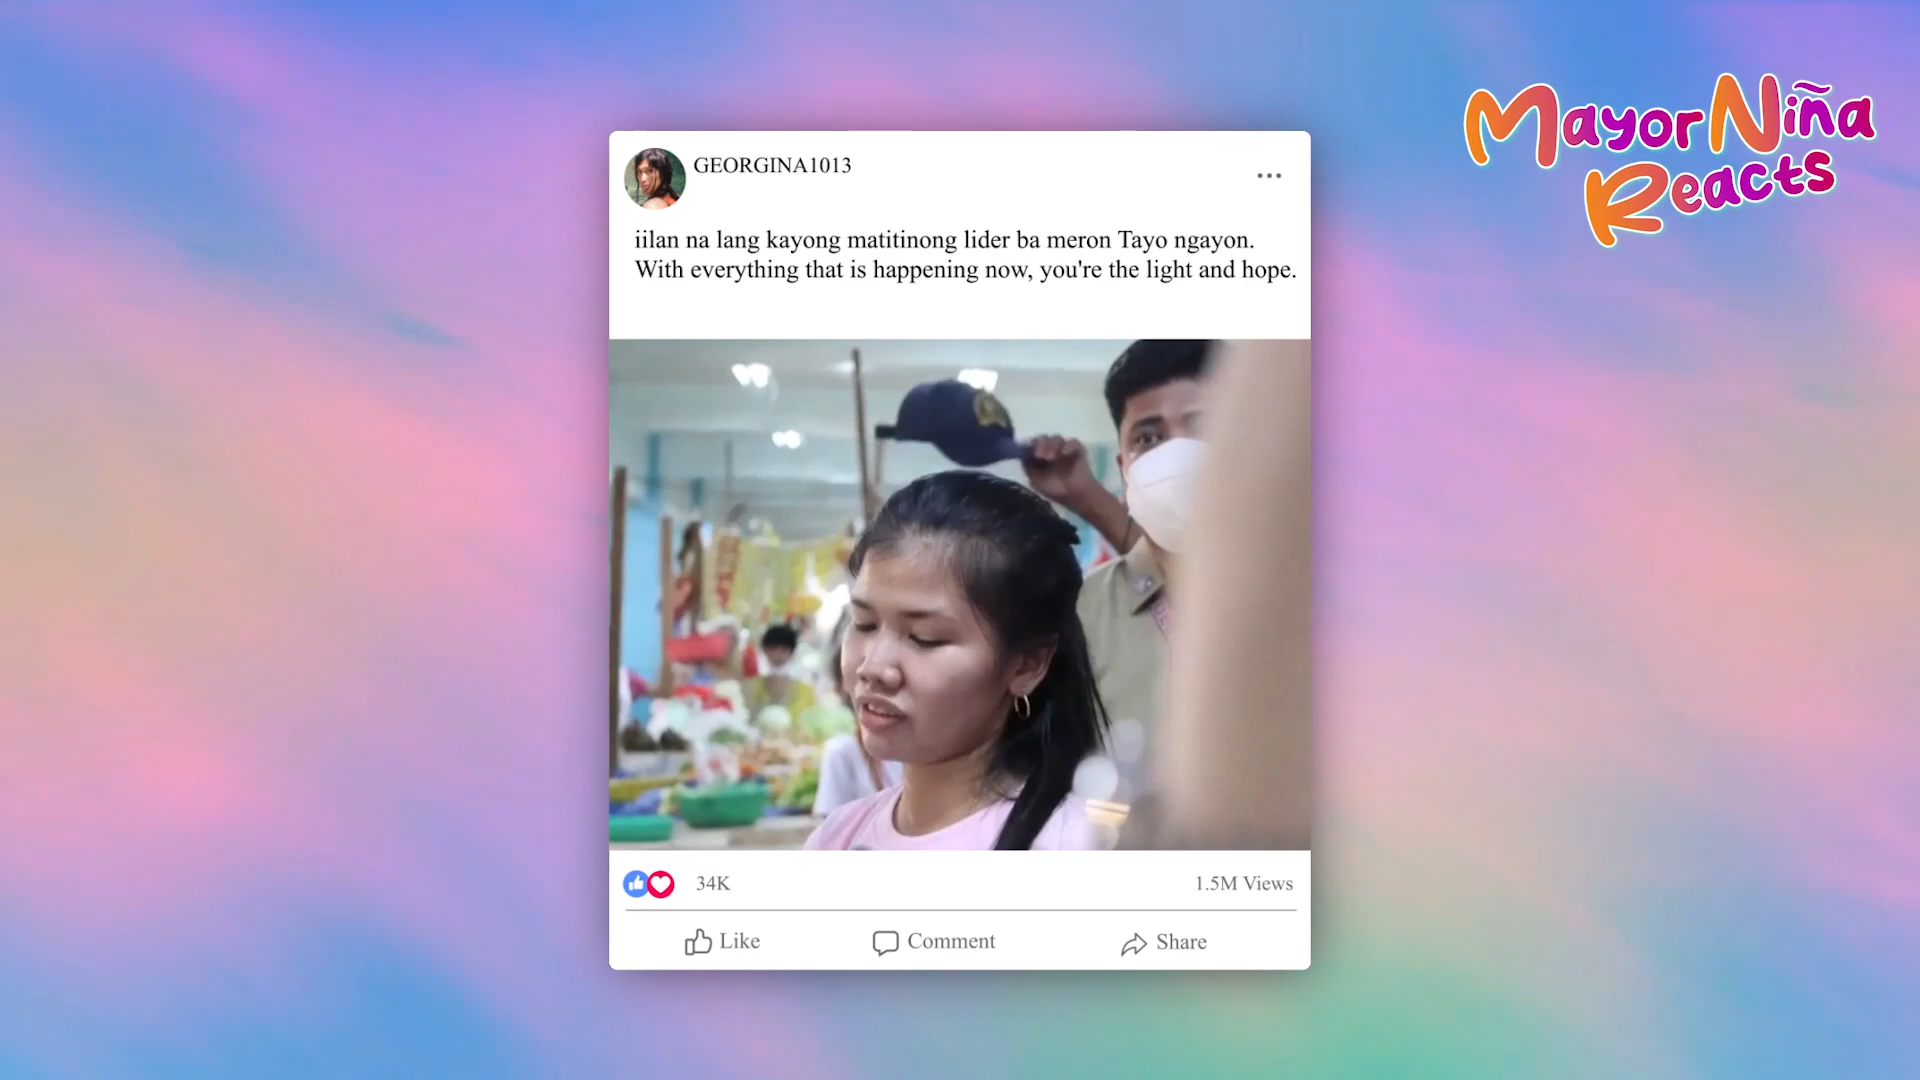 Mayor Niña
Reacts
GEORGINA1013
iilan na lang kayong matitinong lider ba meron Tayo ngayon.
With everything that is happening now, you're the light and hope.
34K
1.5M Views
Like
Comment
Share